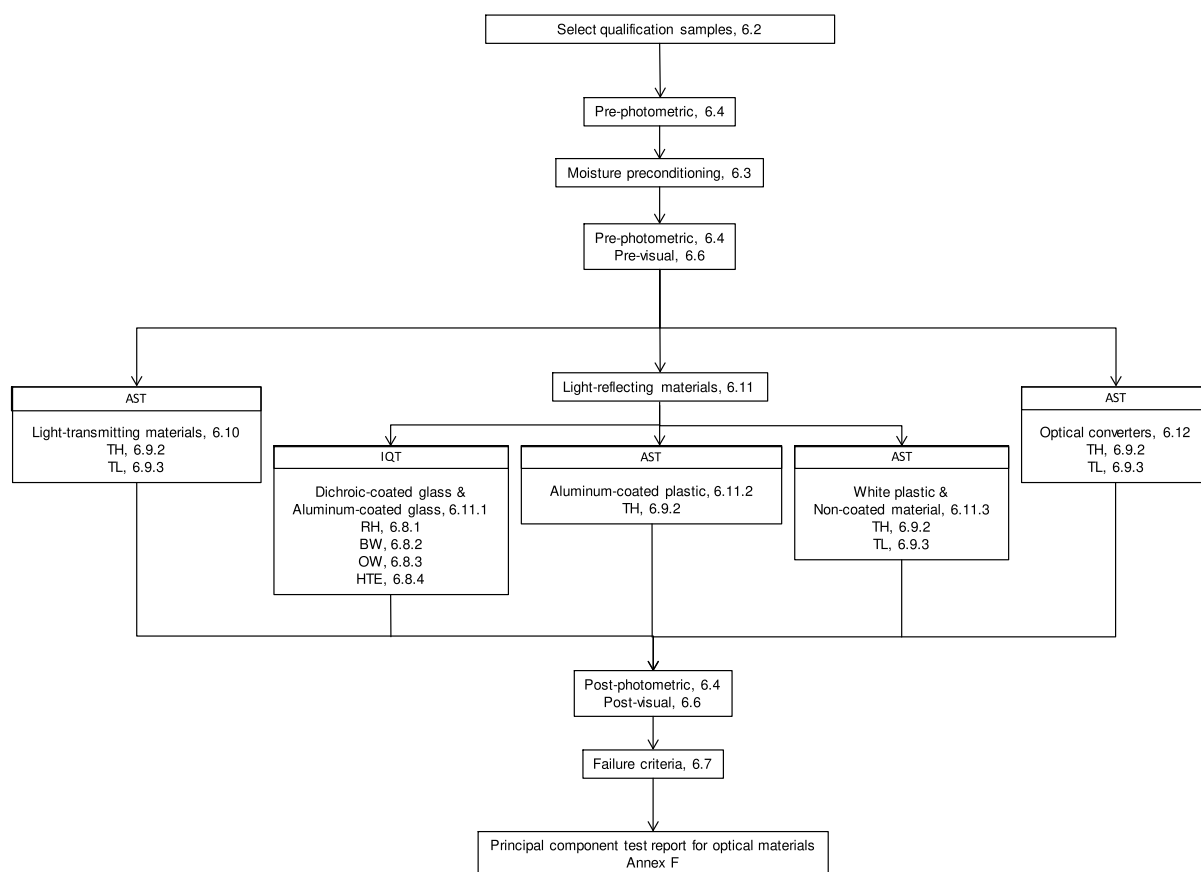 Select qualification samples, 6.2
Pre-photometric, 6.4
Moisture preconditioning, 6.3
Pre-photometric, 6.4
Pre-visual, 6.6
AST
Light-transmitting materials, 6.10
TH, 6.9.2
TL, 6.9.3
Light-reflecting materials, 6.11
IQT
Dichroic-coated glass &
Aluminum-coated glass, 6.11.1
RH, 6.8.1
BW, 6.8.2
OW, 6.8.3
HTE, 6.8.4
AST
Aluminum-coated plastic, 6.11.2
TH, 6.9.2
AST
White plastic &
Non-coated material, 6.11.3
TH, 6.9.2
TL, 6.9.3
AST
Optical converters, 6.12
TH, 6.9.2
TL, 6.9.3
Post-photometric, 6.4
Post-visual, 6.6
Failure criteria, 6.7
Principal component test report for optical materials
Annex F